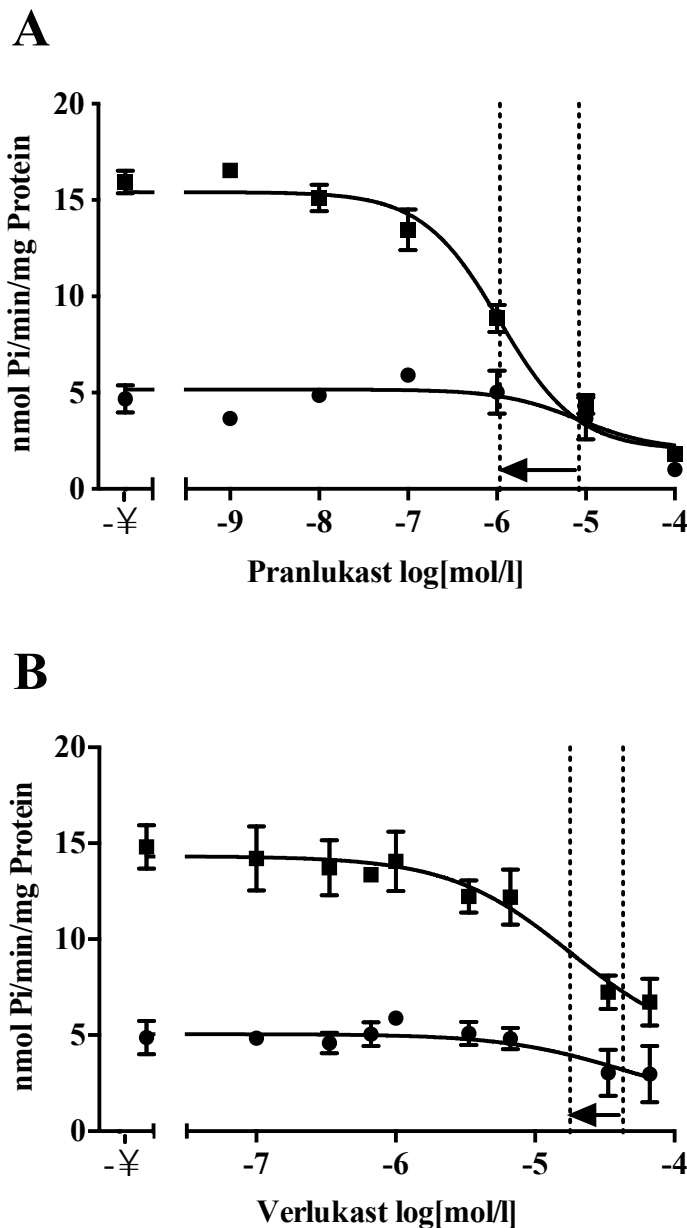 A
20
15
10
5
0
nmol Pi/min/mg Protein
-¥ -9 -8 -7 -6 -5 -4
Pranlukast log[mol/l]
B
20
15
10
5
0
nmol Pi/min/mg Protein
-¥ -7 -6 -5 -4
Verlukast log[mol/l]